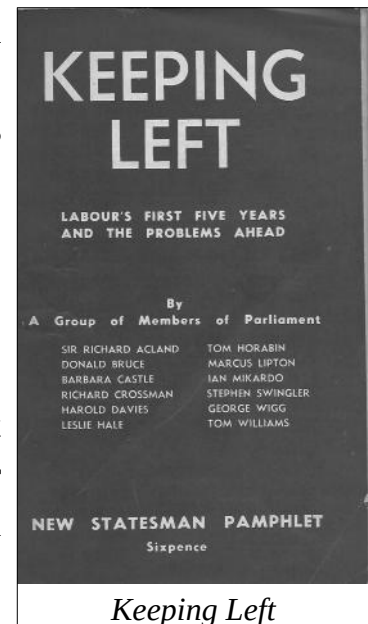 KEEPING
LEFT
LABOUR'S FIRST FIVE YEARS
AND THE PROBLEMS AHEAD
By
A Group of Members of Parliament
SIR RICHARD ACLAND
DONALD BRUCE
BARBARA CASTLE
RICHARD CROSSMAN
HAROLD DAVIES
LESLIE HALE
TOM HORABIN
MARCUS LIPTON
IAN MIKARDO
STEPHEN SWINGLER
GEORGE WIGG
TOM WILLIAMS
NEW STATESMAN PAMPHLET
Sixpence
Keeping Left